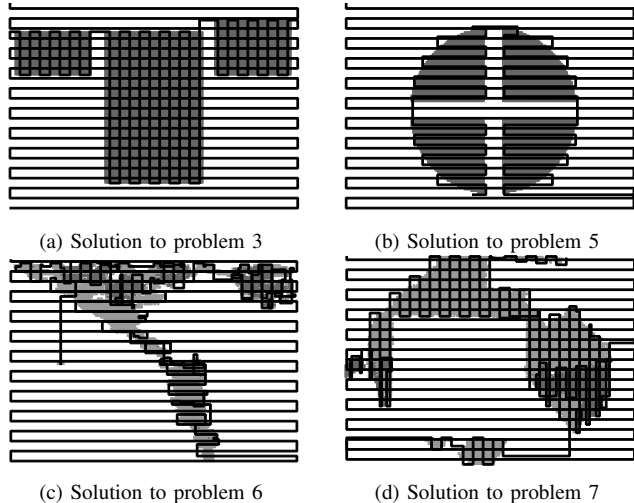 (a) Solution to problem 3
(b) Solution to problem 5
(c) Solution to problem 6
(d) Solution to problem 7